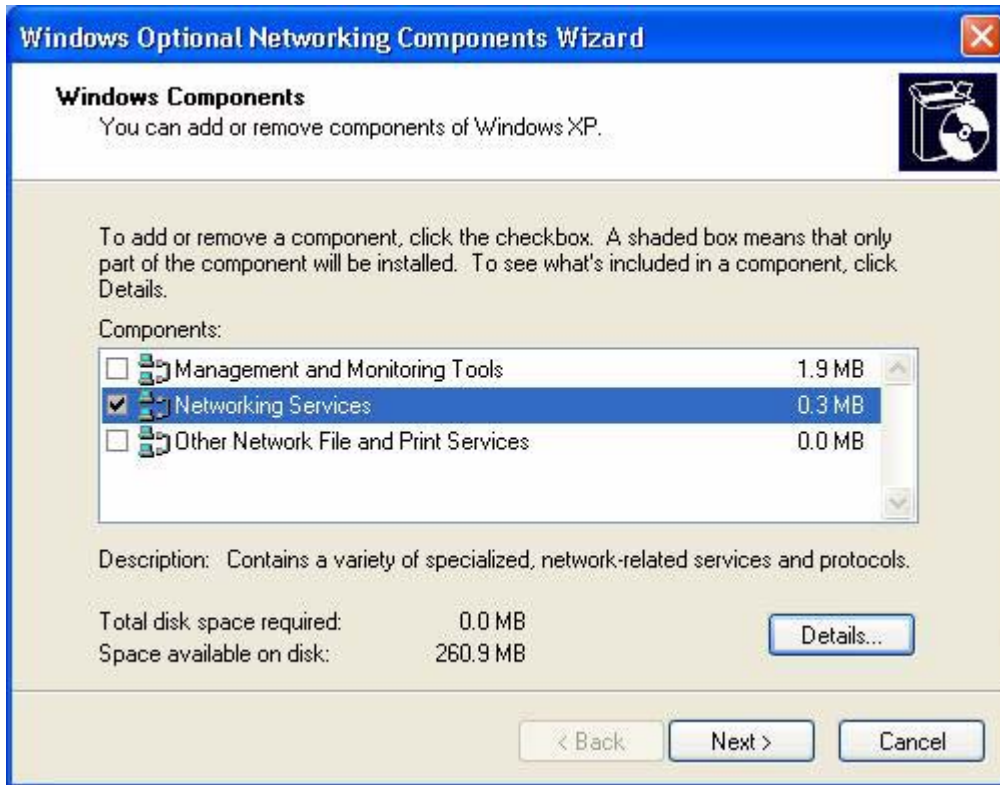 Windows Optional Networking Components Wizard
Windows Components
You can add or remove components of Windows XP.
To add or remove a component, click the checkbox. A shaded box means that only
part of the component will be installed. To see what's included in a component, click
Details.
Components:
Management and Monitoring Tools 1.9 MB
Networking Services 0.3 MB
Other Network File and Print Services 0.0 MB
Description: Contains a variety of specialized, network-related services and protocols.
Total disk space required: 0.0 MB
Space available on disk: 260.9 MB
Details...
< Back Next > Cancel